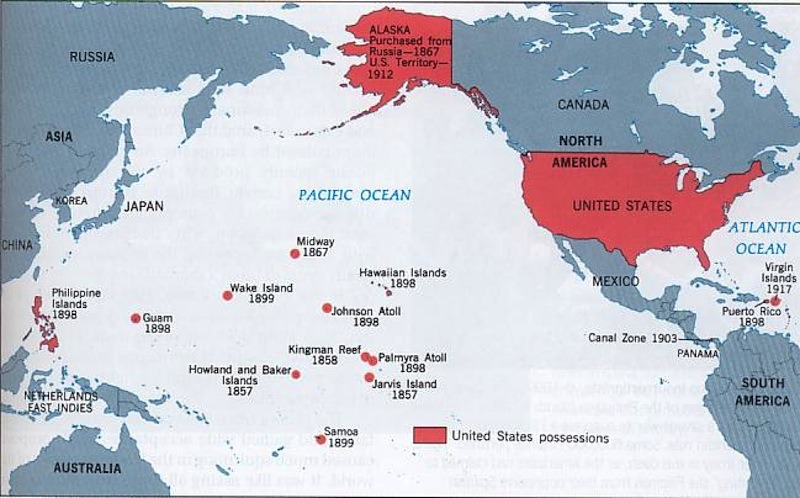 ALASKA
Purchased from
Russia—1867
U.S. Territory—
1912
RUSSIA
CANADA
ASIA
NORTH
AMERICA
PACIFIC OCEAN
KOREA
JAPAN
UNITED STATES
ATLANTIC
OCEAN
CHINA
Midway
1867
Hawaiian Islands
1898
MEXICO
Virgin
Islands
1917
Philippine
Islands
1898
Wake Island
1899
Guam
1898
Johnson Atoll
1898
Puerto Rico
1898
Canal Zone 1903
PANAMA
Kingman Reef
1858
Palmyra Atoll
1898
Howland and Baker
Islands
1857
Jarvis Island
1857
NETHERLANDS
EAST INDIES
SOUTH
AMERICA
Samoa
1899
United States possessions
AUSTRALIA